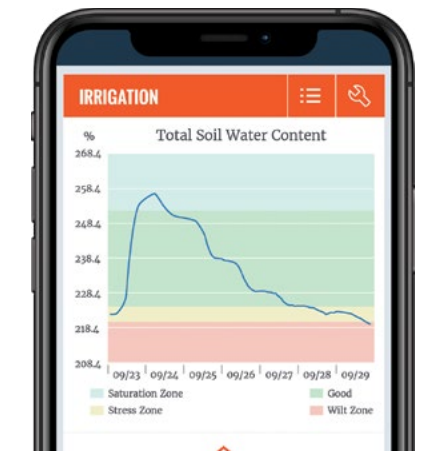 IRRIGATION
% Total Soil Water Content
268.4
258.4
248.4
238.4
228.4
218.4
208.4
09/23 09/24 09/25 09/26 09/27 09/28 09/29
Saturation Zone Good
Stress Zone Wilt Zone